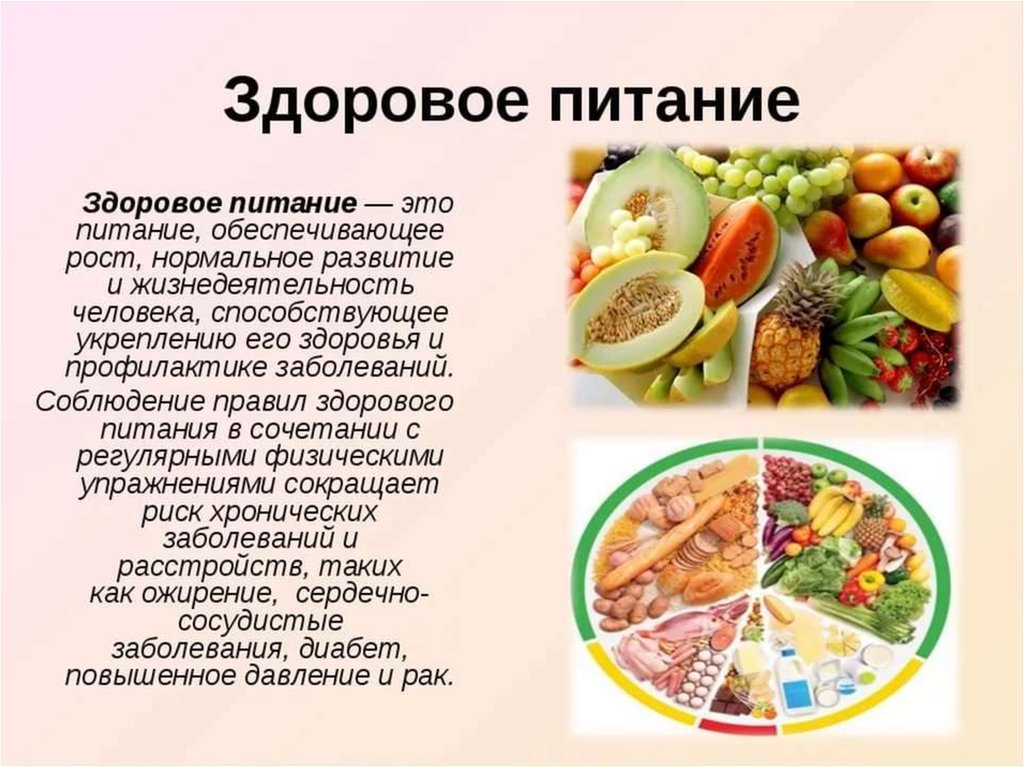 Здоровое питание
Здоровое питание — это
питание, обеспечивающее
рост, нормальное развитие
и жизнедеятельность
человека, способствующее
укреплению его здоровья и
профилактике заболеваний.
Соблюдение правил здорового
питания в сочетании с
регулярными физическими
упражнениями сокращает
риск хронических
заболеваний и
расстройств, таких
как ожирение, сердечно-
сосудистые
заболевания, диабет,
повышенное давление и рак.